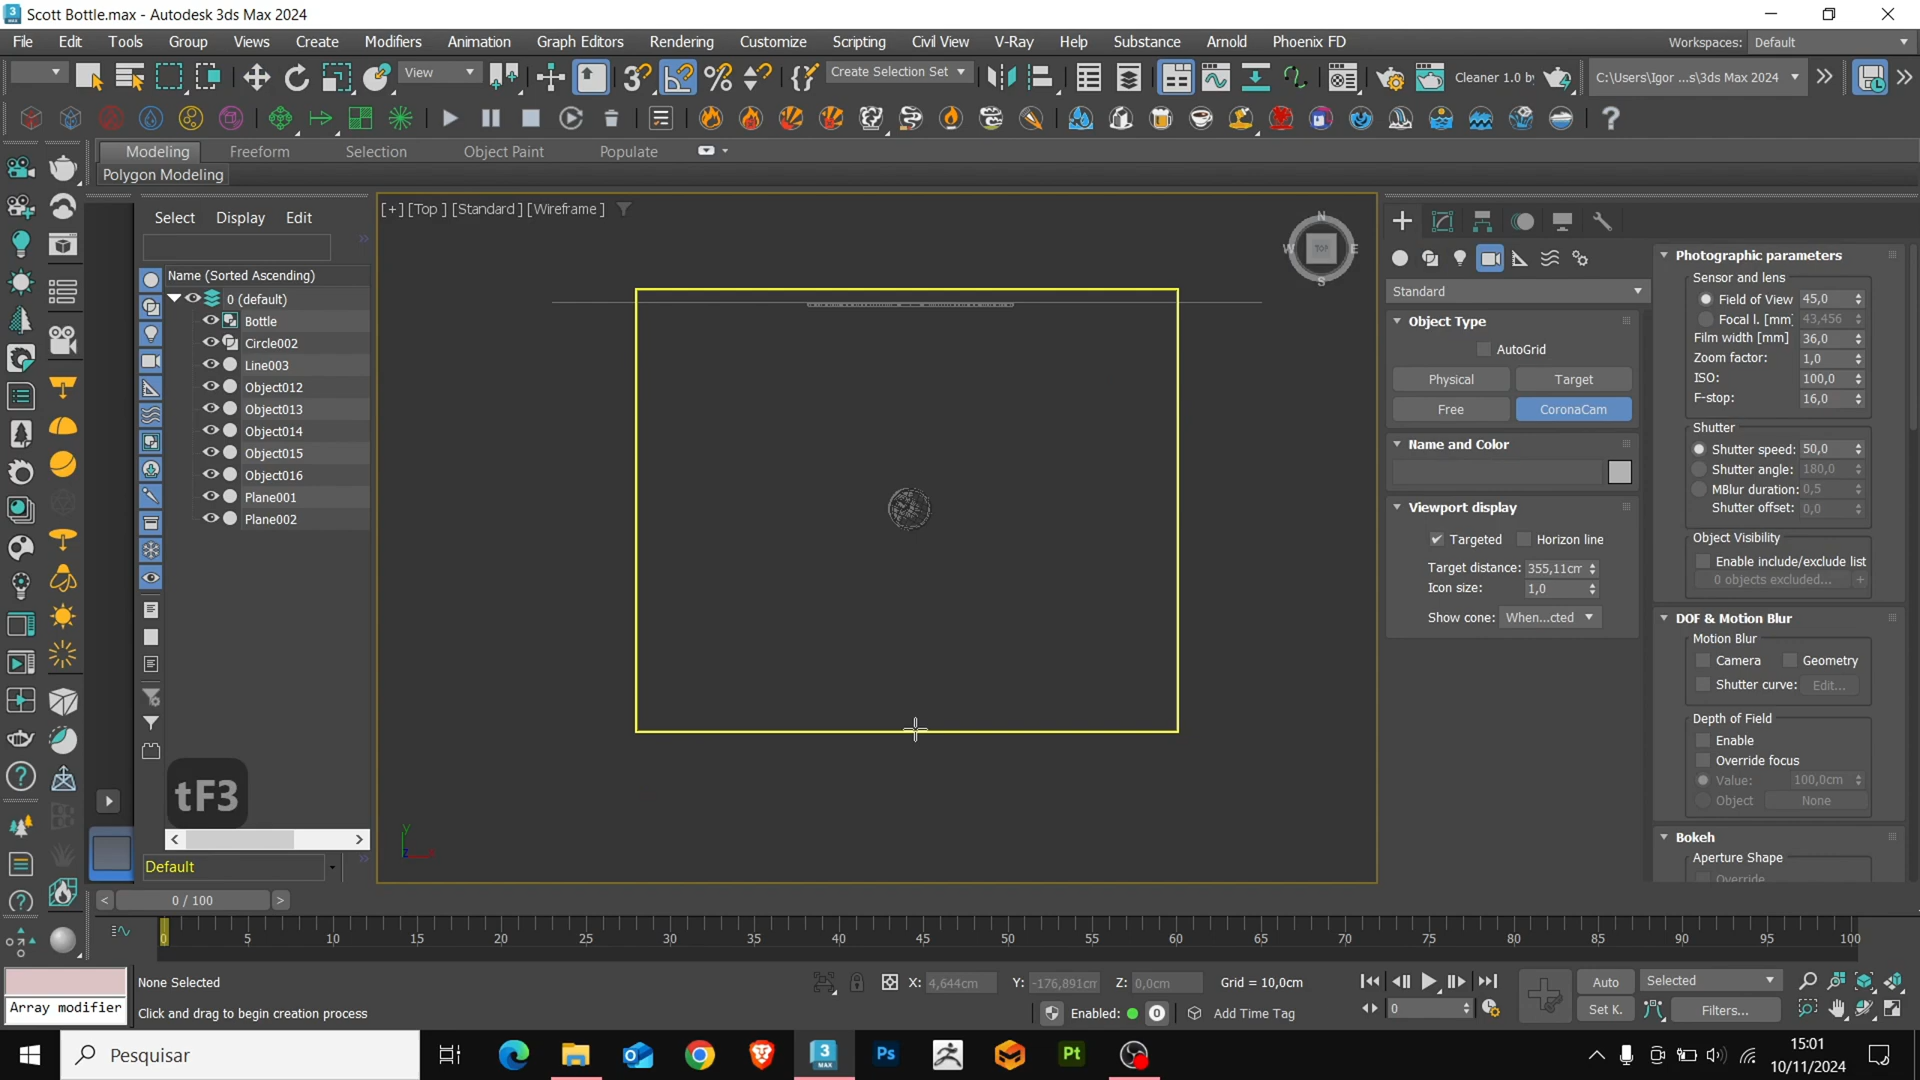 Scott Bottle.max - Autodesk 3ds Max 2024
File Edit Tools Group Views Create Modifiers Animation Graph Editors Rendering Customize Scripting Civil View V-Ray Help Substance Arnold Phoenix FD Workspaces: Default
View Create Selection Set Cleaner 1.0 by C:\Users\Igor ...s\3ds Max 2024
Modeling Freeform Selection Object Paint Populate
Polygon Modeling
Select Display Edit
[+] [Top ] [Standard ] [Wireframe ]
N
W TOP E
S
Name (Sorted Ascending)
0 (default)
Bottle
Circle002
Line003
Object012
Object013
Object014
Object015
Object016
Plane001
Plane002
tF3
Default
Standard
Object Type
AutoGrid
Physical Target
Free CoronaCam
Name and Color
Viewport display
Targeted Horizon line
Target distance: 355,11cm
Icon size: 1,0
Show cone: When...cted
Photographic parameters
Sensor and lens
Field of View 45,0
Focal l. [mm] 43,456
Film width [mm] 36,0
Zoom factor: 1,0
ISO: 100,0
F-stop: 16,0
Shutter
Shutter speed: 50,0
Shutter angle: 180,0
MBlur duration: 0,5
Shutter offset: 0,0
Object Visibility
Enable include/exclude list
0 objects excluded... +
DOF & Motion Blur
Motion Blur
Camera Geometry
Shutter curve: Edit...
Depth of Field
Enable
Override focus
Value: 100,0cm
Object None
Bokeh
Aperture Shape
Override
y
z
< 0 / 100 >
0 5 10 15 20 25 30 35 40 45 50 55 60 65 70 75 80 85 90 95 100
None Selected X: 4,644cm Y: -176,891cm Z: 0,0cm Grid = 10,0cm Auto Selected
Array modifier Click and drag to begin creation process Enabled: 0 Add Time Tag 0 Set K. Filters...
Pesquisar
3 MAX
Ps
Pt
15:01
10/11/2024